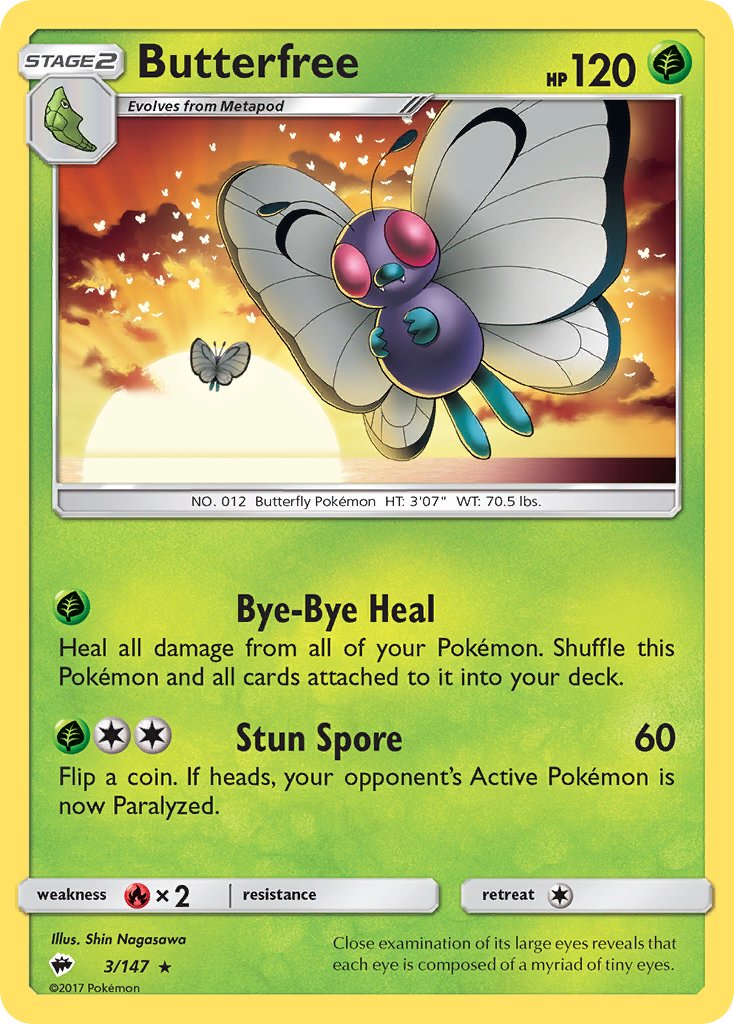 STAGE2
Butterfree
HP 120
Evolves from Metapod
NO. 012 Butterfly Pokémon HT: 3'07" WT: 70.5 lbs.
Bye-Bye Heal
Heal all damage from all of your Pokémon. Shuffle this
Pokémon and all cards attached to it into your deck.
Stun Spore 60
Flip a coin. If heads, your opponent's Active Pokémon is
now Paralyzed.
weakness ×2 resistance retreat
Illus. Shin Nagasawa
3/147 ★
©2017 Pokémon
Close examination of its large eyes reveals that
each eye is composed of a myriad of tiny eyes.